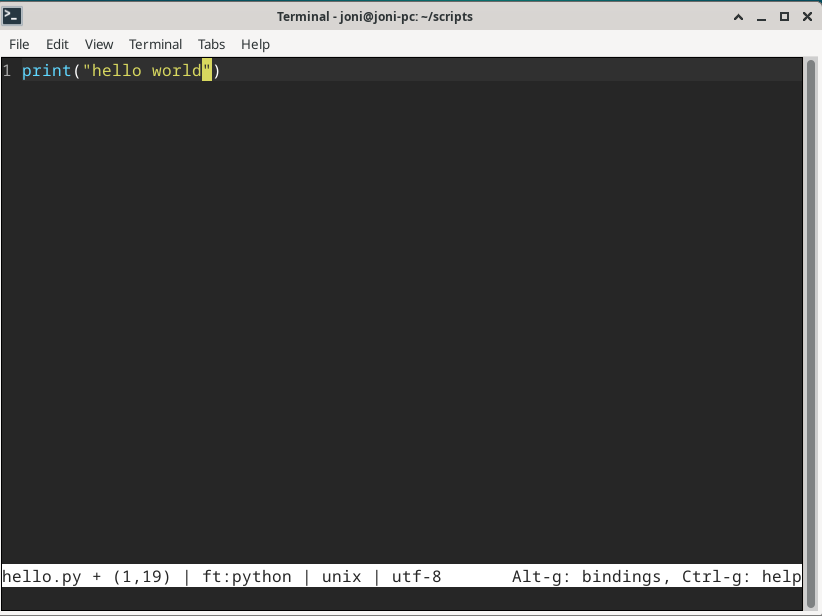 Terminal - joni@joni-pc: ~/scripts
File Edit View Terminal Tabs Help
1 print("hello world")
hello.py + (1,19) | ft:python | unix | utf-8 Alt-g: bindings, Ctrl-g: help